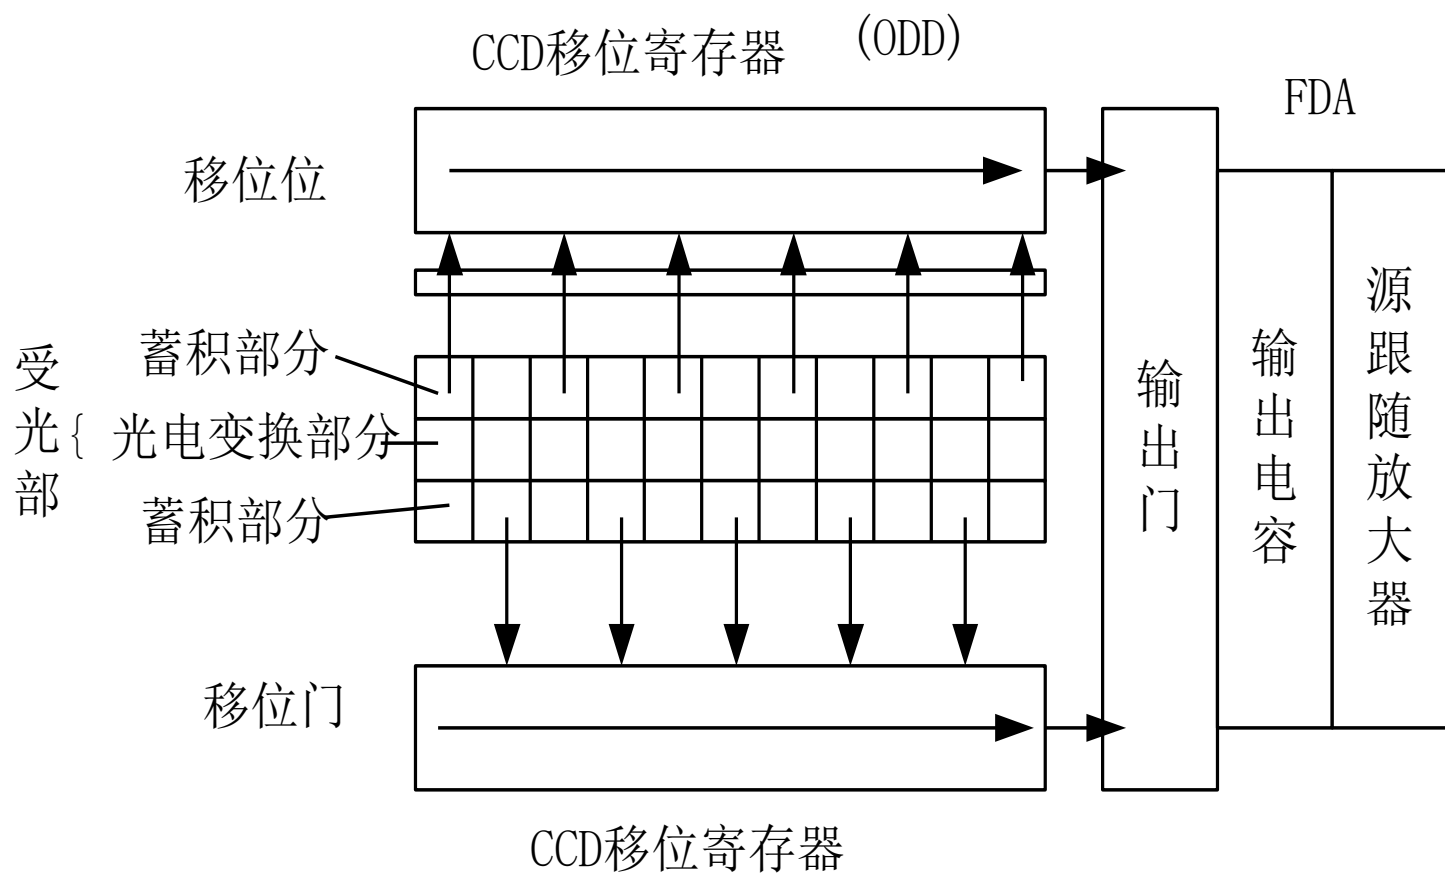 CCD移位寄存器 (ODD)
FDA
移位位
蓄积部分
受光部{
光电变换部分
蓄积部分
输出门
输出电容
源跟随放大器
移位门
CCD移位寄存器